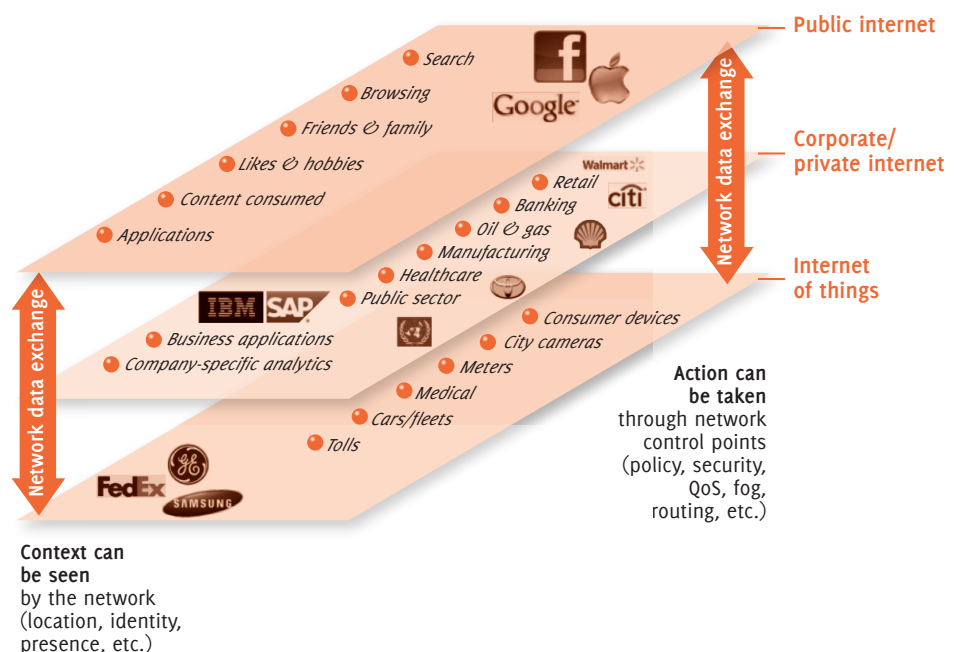 Public internet
Search
Browsing
Friends & family
Likes & hobbies
Content consumed
Applications
f
Google
Network data exchange
Corporate/
private internet
Walmart
Retail
citi
Banking
Oil & gas
Manufacturing
Healthcare
Public sector
IBM SAP
Business applications
Company-specific analytics
Internet
of things
Consumer devices
City cameras
Meters
Medical
Cars/fleets
Tolls
GE
FedEx
SAMSUNG
Network data exchange
Action can
be taken
through network
control points
(policy, security,
QoS, fog,
routing, etc.)
Context can
be seen
by the network
(location, identity,
presence, etc.)